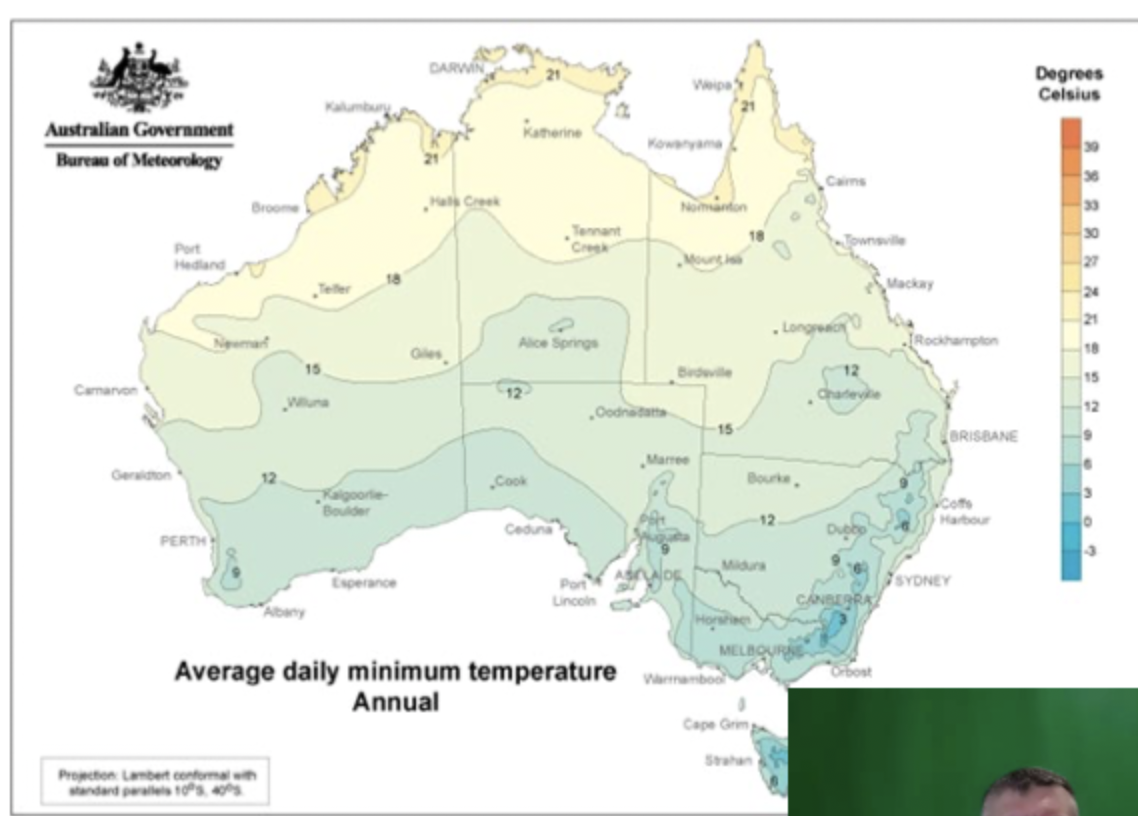 Australian Government
Bureau of Meteorology
Degrees
Celsius
39
36
33
30
27
24
21
18
15
12
9
6
3
0
-3
DARWIN
21
Weipa
21
Kalumburu
Katherine
Kowanyama
21
Cairns
Broome
Halls Creek
Normanton
18
Tennant
Creek
Townsville
Port
Hedland
Mount Isa
18
Telfer
Mackay
Newman
Alice Springs
Longreach
Rockhampton
Giles
15
Birdsville
12
Carnarvon
Wiluna
12
Charleville
Oodnadatta
15
BRISBANE
Marree
Geraldton
12
Cook
Bourke
9
Kalgoorlie-
Boulder
Coffs
Harbour
Port
Augusta
12
6
Ceduna
Dubbo
PERTH
9
9
6
Mildura
9
Esperance
ADELAIDE
SYDNEY
Port
Lincoln
CANBERRA
Albany
Horsham
3
MELBOURNE
Average daily minimum temperature
Annual
Warrnambool
Orbost
Cape Grim
Strahan
6
Projection: Lambert conformal with
standard parallels 10°S, 40°S.